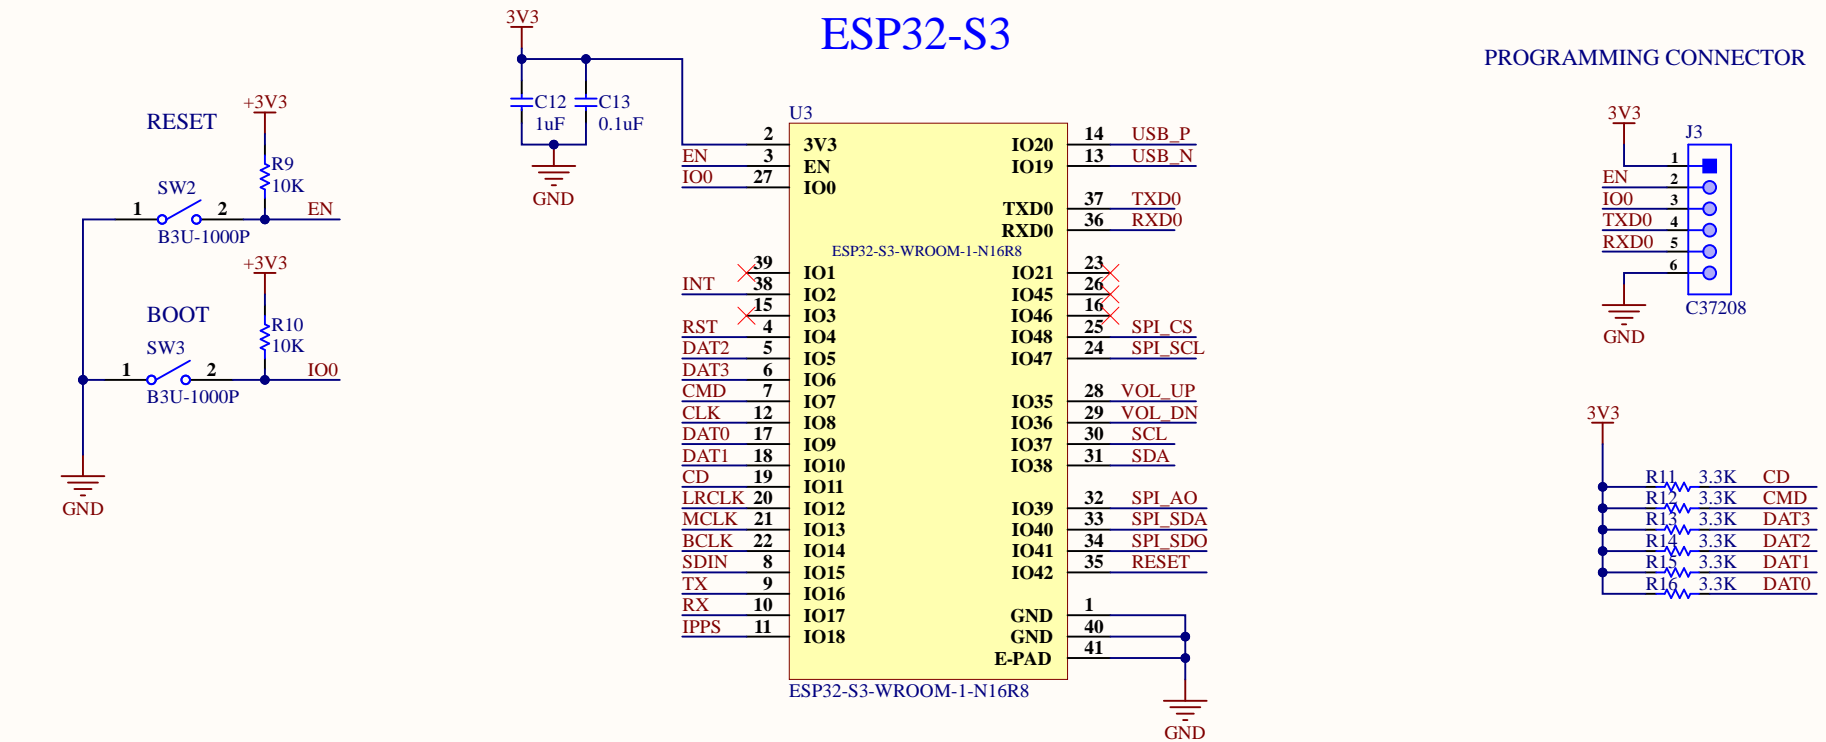 ESP32-S3
PROGRAMMING CONNECTOR
RESET
+3V3
R9
10K
SW2
1
2
EN
B3U-1000P
+3V3
BOOT
R10
10K
SW3
1
2
IO0
B3U-1000P
GND
3V3
C12
1uF
C13
0.1uF
GND
U3
2 3V3
EN 3 EN
IO0 27 IO0
39 IO1
INT 38 IO2
15 IO3
RST 4 IO4
DAT2 5 IO5
DAT3 6 IO6
CMD 7 IO7
CLK 12 IO8
DAT0 17 IO9
DAT1 18 IO10
CD 19 IO11
LRCLK 20 IO12
MCLK 21 IO13
BCLK 22 IO14
SDIN 8 IO15
TX 9 IO16
RX 10 IO17
IPPS 11 IO18
ESP32-S3-WROOM-1-N16R8
IO20 14 USB_P
IO19 13 USB_N
TXD0 37 TXD0
RXD0 36 RXD0
IO21 23
IO45 26
IO46 16
IO48 25 SPI_CS
IO47 24 SPI_SCL
IO35 28 VOL_UP
IO36 29 VOL_DN
IO37 30 SCL
IO38 31 SDA
IO39 32 SPI_AO
IO40 33 SPI_SDA
IO41 34 SPI_SDO
IO42 35 RESET
GND 1
GND 40
E-PAD 41
ESP32-S3-WROOM-1-N16R8
GND
3V3
J3
1
EN 2
IO0 3
TXD0 4
RXD0 5
6
C37208
GND
3V3
R11 3.3K CD
R12 3.3K CMD
R13 3.3K DAT3
R14 3.3K DAT2
R15 3.3K DAT1
R16 3.3K DAT0